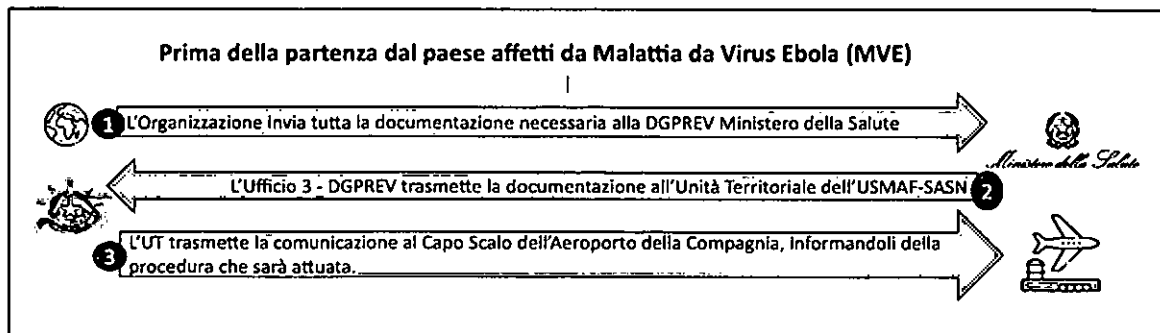 Prima della partenza dal paese affetti da Malattia da Virus Ebola (MVE)
1 L'Organizzazione invia tutta la documentazione necessaria alla DGPREV Ministero della Salute
Ministero della Salute
L'Ufficio 3 - DGPREV trasmette la documentazione all'Unità Territoriale dell'USMAF-SASN 2
L'UT trasmette la comunicazione al Capo Scalo dell'Aeroporto della Compagnia, Informandoli della
3 procedura che sarà attuata.